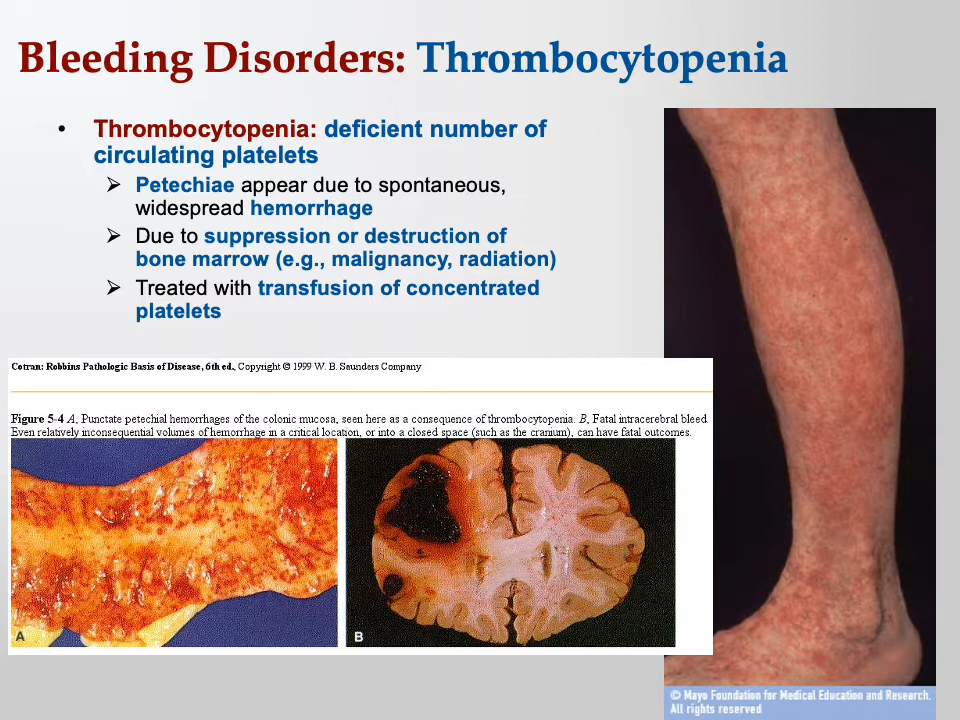 Bleeding Disorders: Thrombocytopenia
• Thrombocytopenia: deficient number of
circulating platelets
➢ Petechiae appear due to spontaneous,
widespread hemorrhage
➢ Due to suppression or destruction of
bone marrow (e.g., malignancy, radiation)
➢ Treated with transfusion of concentrated
platelets
Cotran: Robbins Pathologic Basis of Disease, 6th ed., Copyright © 1999 W. B. Saunders Company
Figure 5-4 A, Punctate petechial hemorrhages of the colonic mucosa, seen here as a consequence of thrombocytopenia. B, Fatal intracerebral bleed.
Even relatively inconsequential volumes of hemorrhage in a critical location, or into a closed space (such as the cranium), can have fatal outcomes.
A
B
© Mayo Foundation for Medical Education and Research.
All rights reserved